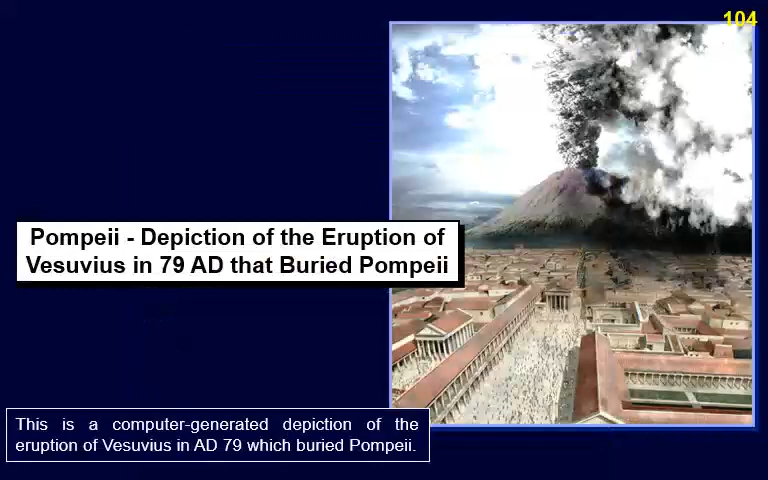 104
Pompeii - Depiction of the Eruption of
Vesuvius in 79 AD that Buried Pompeii
This is a computer-generated depiction of the
eruption of Vesuvius in AD 79 which buried Pompeii.